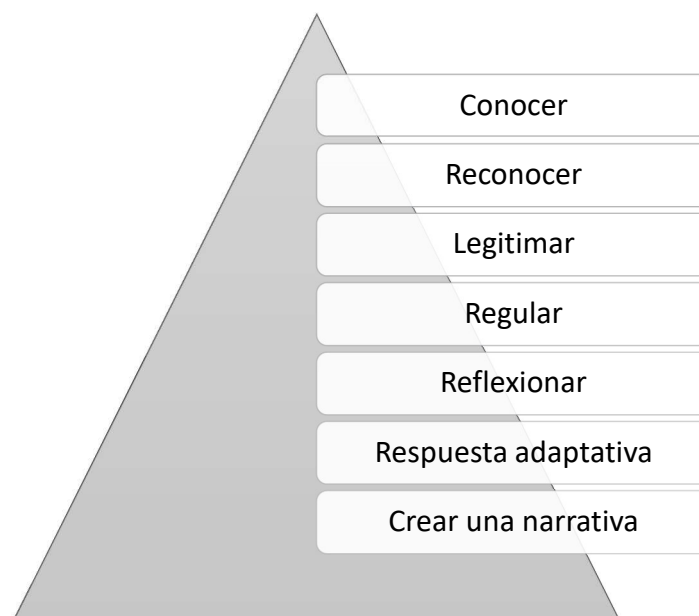 Conocer
Reconocer
Legitimar
Regular
Reflexionar
Respuesta adaptativa
Crear una narrativa